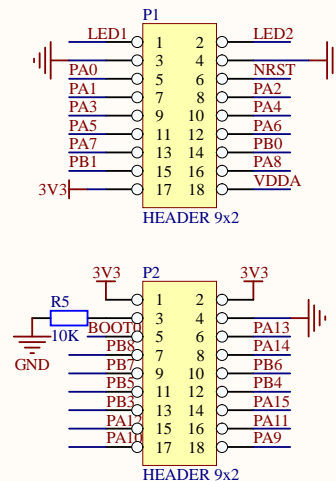 P1
LED1 1 2 LED2
3 4
PA0 5 6 NRST
PA1 7 8 PA2
PA3 9 10 PA4
PA5 11 12 PA6
PA7 13 14 PB0
PB1 15 16 PA8
3V3 17 18 VDDA
HEADER 9x2
3V3 P2 3V3
1 2
R5 3 4
10K BOOT0 5 6 PA13
GND PB8 7 8 PA14
PB7 9 10 PB6
PB5 11 12 PB4
PB3 13 14 PA15
PA12 15 16 PA11
PA10 17 18 PA9
HEADER 9x2